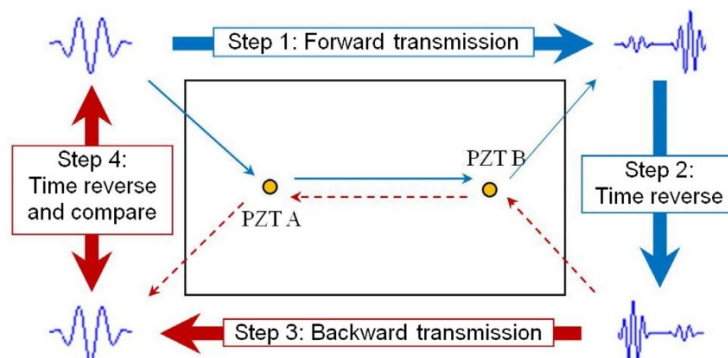 Step 1: Forward transmission
Step 4:
Time reverse
and compare
PZT B
Step 2:
Time reverse
PZT A
Step 3: Backward transmission